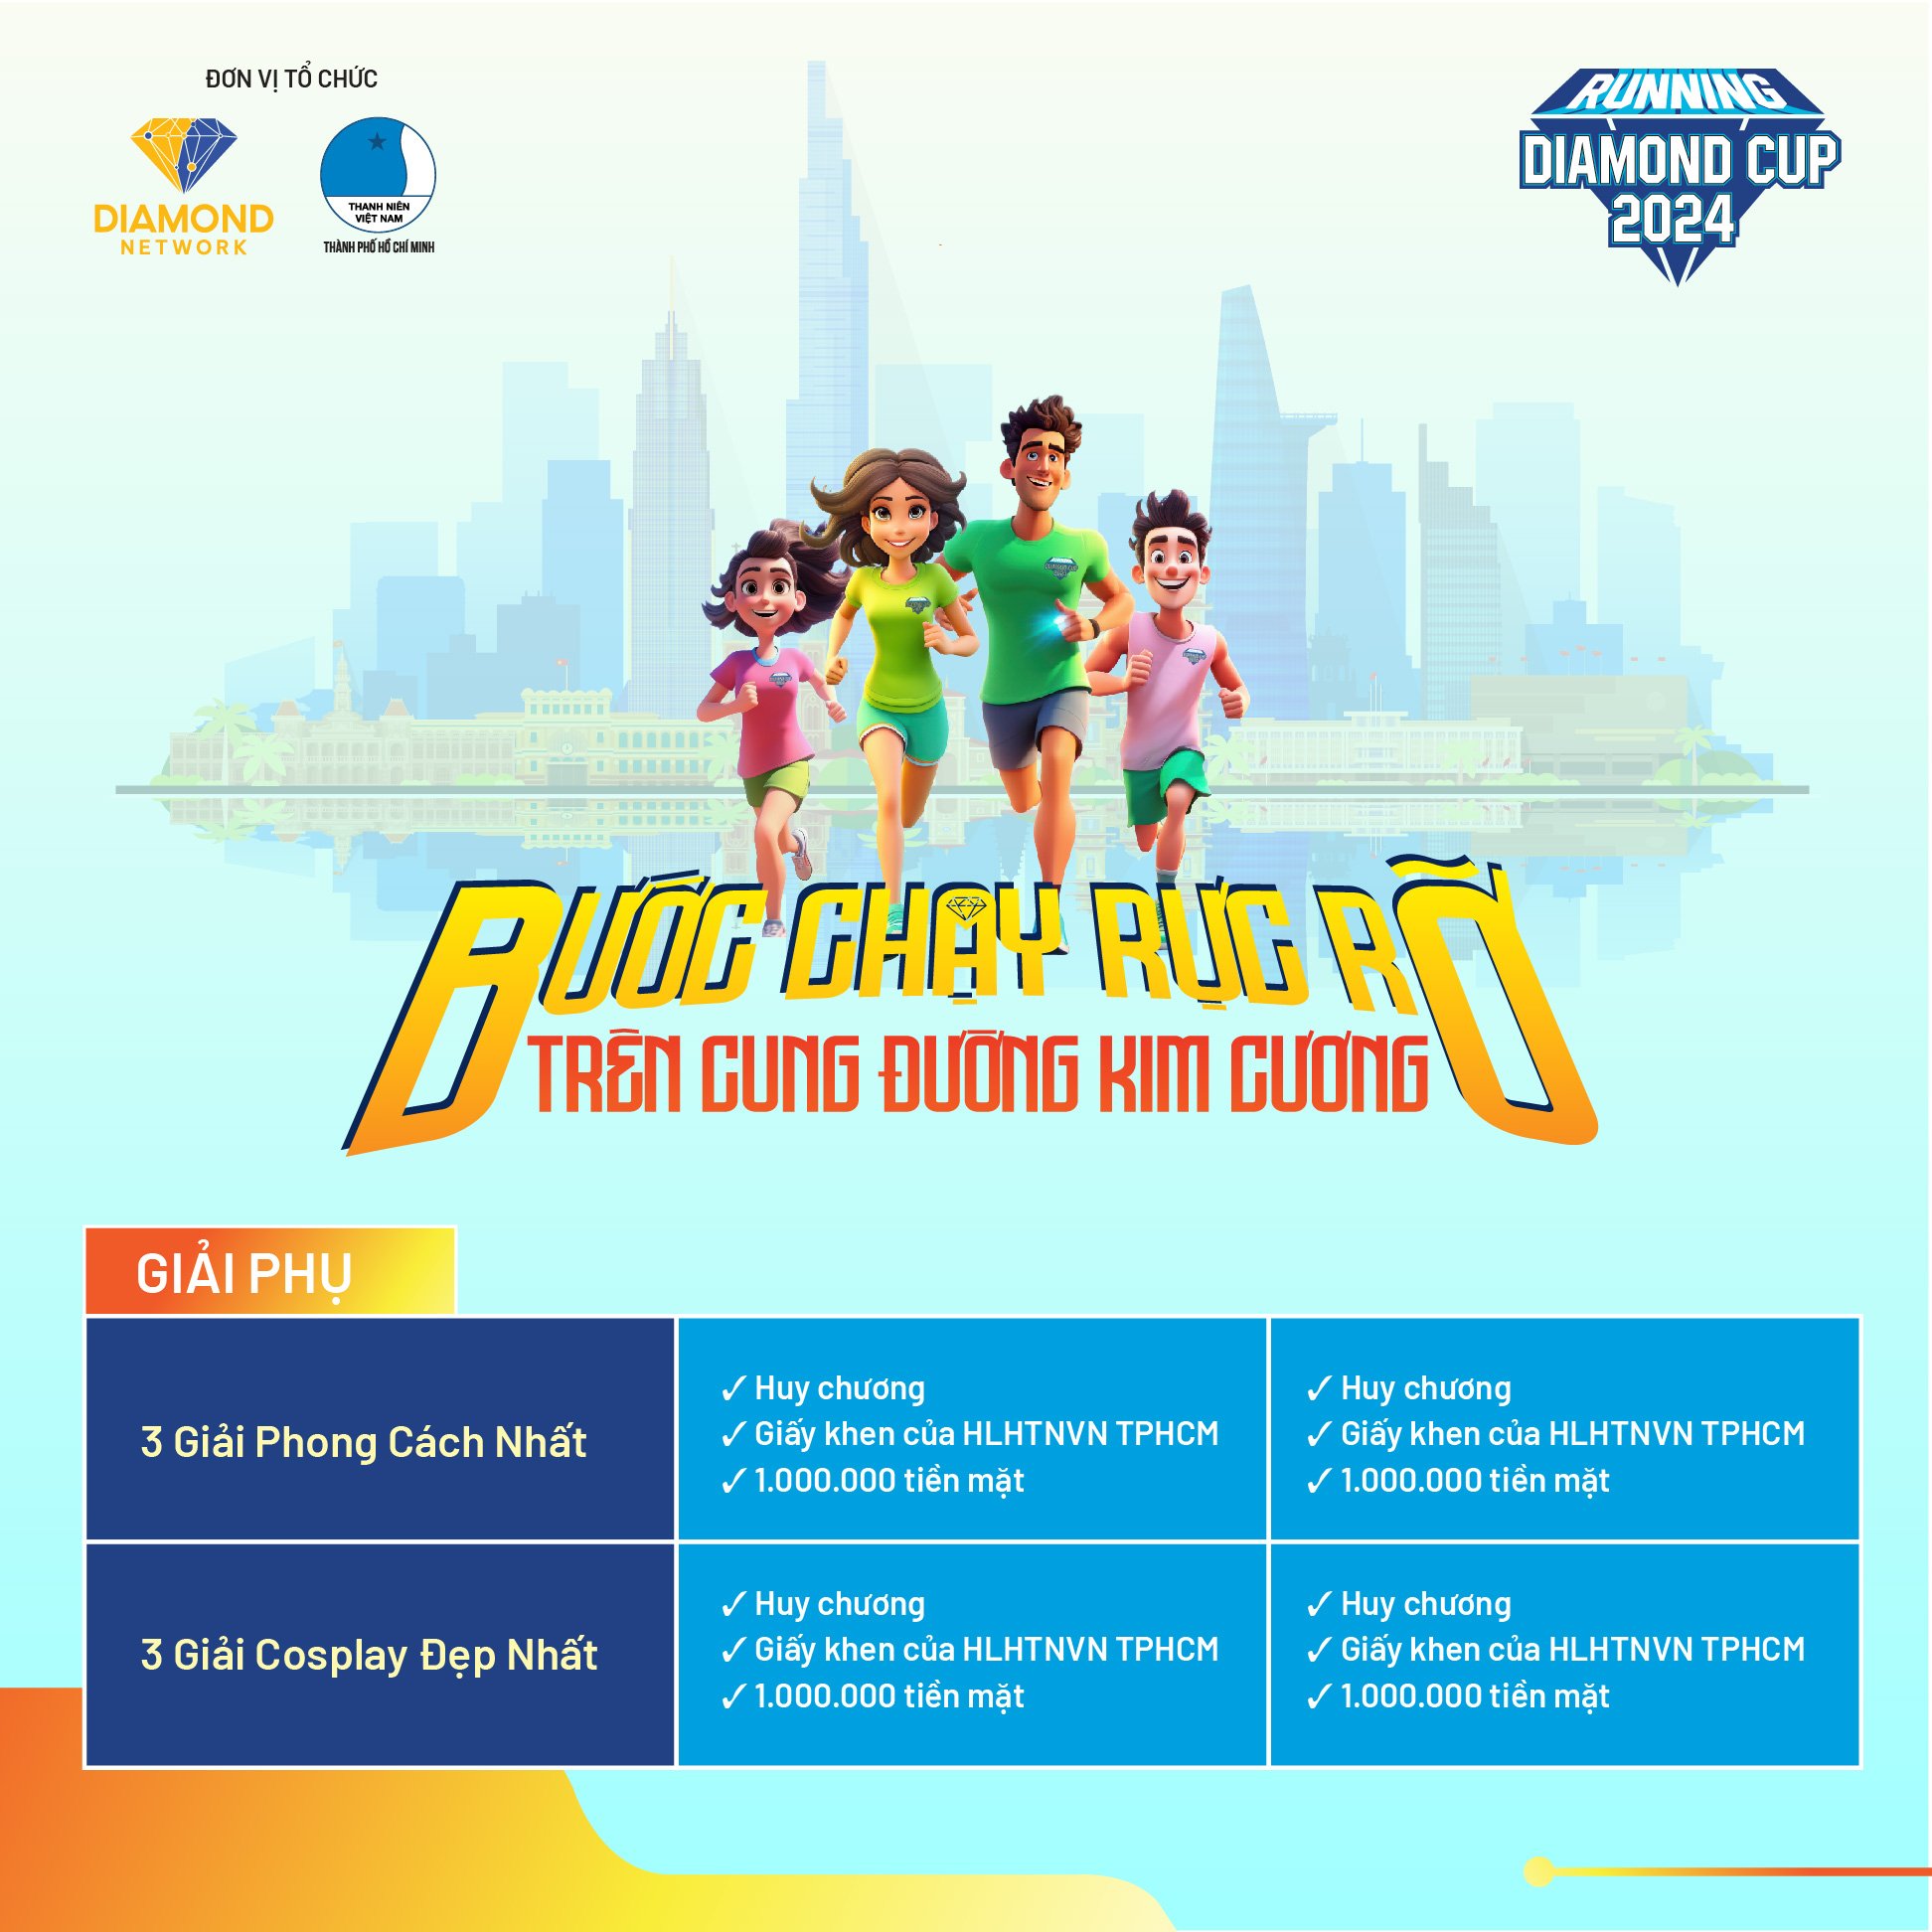 ĐƠN VỊ TỔ CHỨC
DIAMOND
NETWORK
THANH NIÊN
VIỆT NAM
THÀNH PHỐ HỒ CHÍ MINH
RUNNING
DIAMOND CUP
2024
BƯỚC CHẠY RỰC RỠ
TRÊN CUNG ĐƯỜNG KIM CƯƠNG
GIẢI PHỤ
3 Giải Phong Cách Nhất
✓ Huy chương
✓ Giấy khen của HLHTNVN TPHCM
✓ 1.000.000 tiền mặt
✓ Huy chương
✓ Giấy khen của HLHTNVN TPHCM
✓ 1.000.000 tiền mặt
3 Giải Cosplay Đẹp Nhất
✓ Huy chương
✓ Giấy khen của HLHTNVN TPHCM
✓ 1.000.000 tiền mặt
✓ Huy chương
✓ Giấy khen của HLHTNVN TPHCM
✓ 1.000.000 tiền mặt